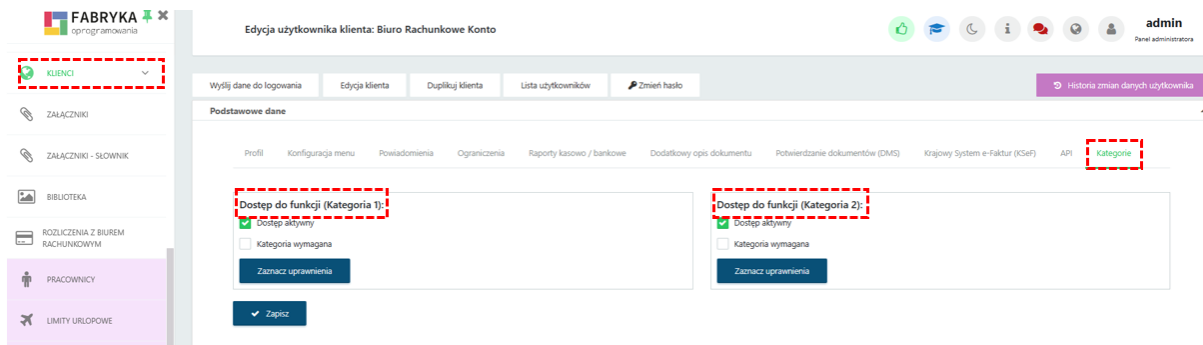 FABRYKA
oprogramowania
Edycja użytkownika klienta: Biuro Rachunkowe Konto
admin
Panel administratora
KLIENCI
ZAŁĄCZNIKI
ZAŁĄCZNIKI - SŁOWNIK
BIBLIOTEKA
ROZLICZENIA Z BIUREM
RACHUNKOWYM
PRACOWNICY
LIMITY URLOPOWE
Wyślij dane do logowania Edycja klienta Duplikuj klienta Lista użytkowników Zmień hasło Historia zmian danych użytkownika
Podstawowe dane
Profil Konfiguracja menu Powiadomienia Ograniczenia Raporty kasowo / bankowe Dodatkowy opis dokumentu Potwierdzanie dokumentów (DMS) Krajowy System e-Faktur (KSeF) API Kategorie
Dostęp do funkcji (Kategoria 1):
Dostęp aktywny
Kategoria wymagana
Zaznacz uprawnienia
Dostęp do funkcji (Kategoria 2):
Dostęp aktywny
Kategoria wymagana
Zaznacz uprawnienia
Zapisz